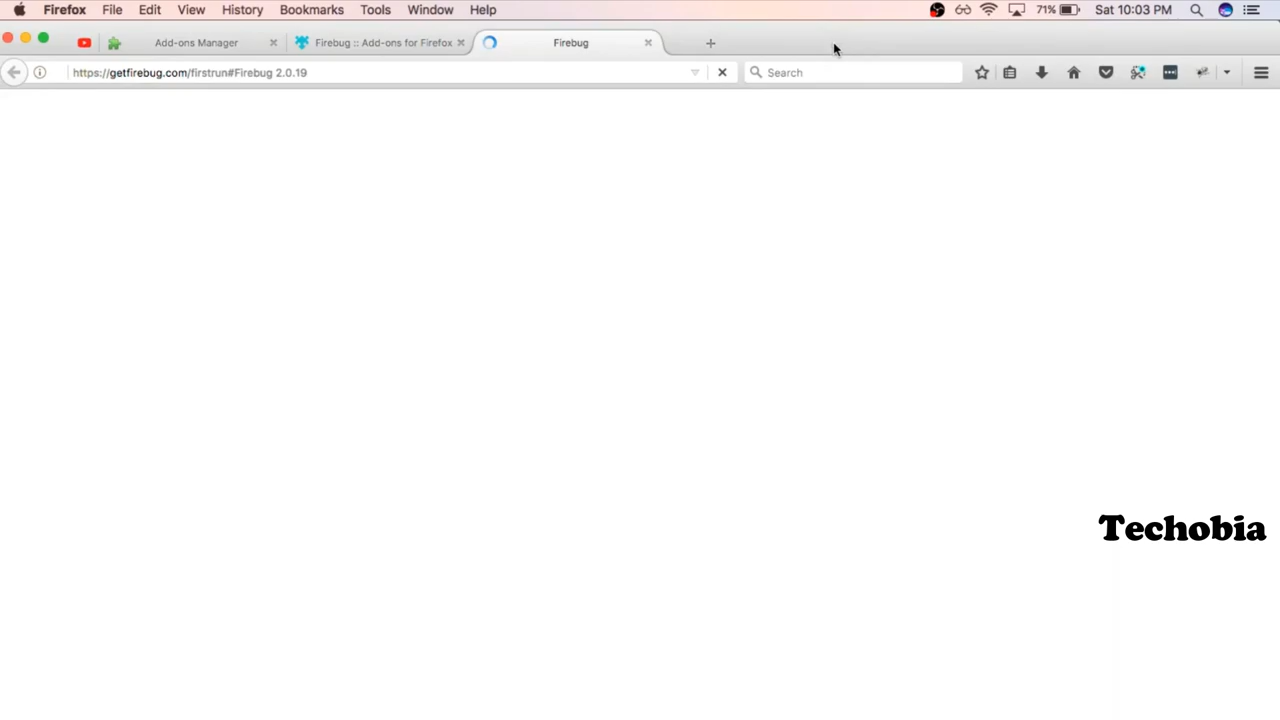 Firefox File Edit View History Bookmarks Tools Window Help 71% Sat 10:03 PM
Add-ons Manager Firebug :: Add-ons for Firefox Firebug
https://getfirebug.com/firstrun#Firebug 2.0.19 Search
Techobia